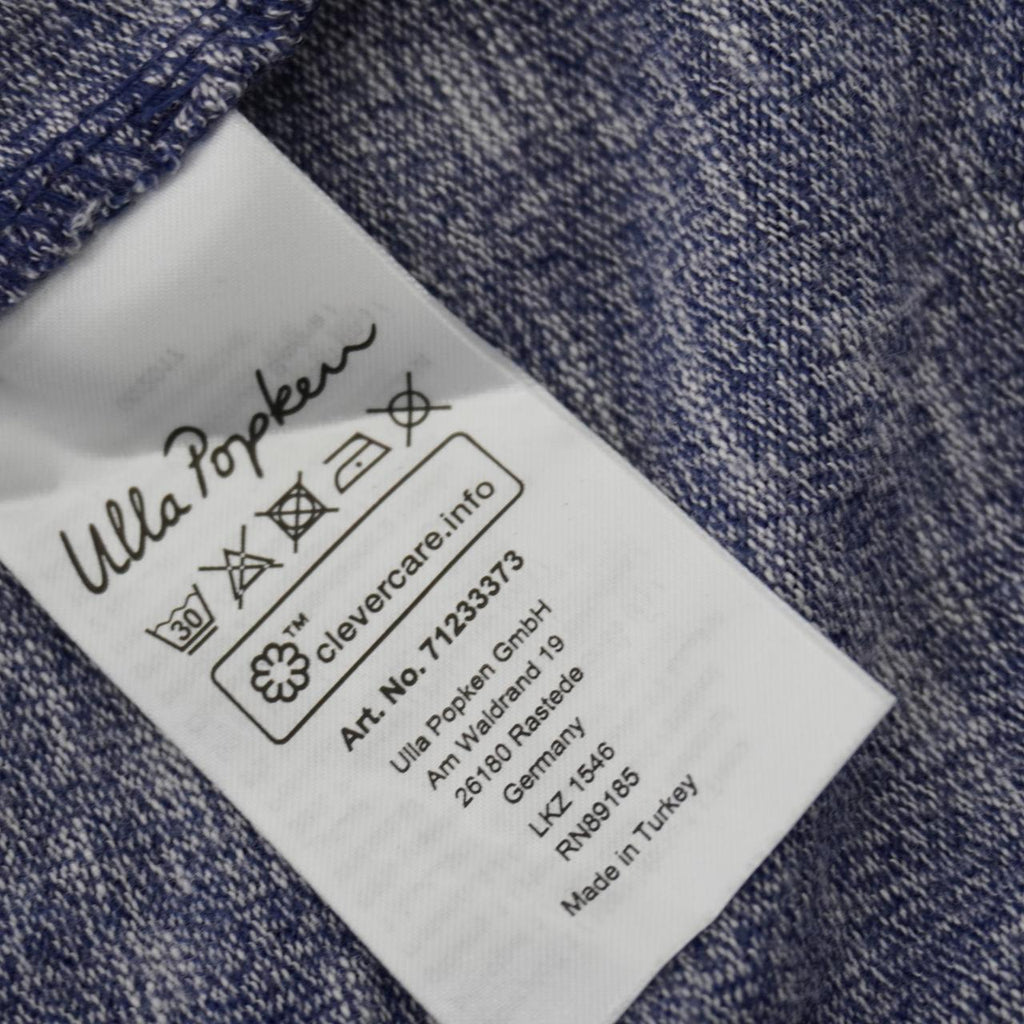 Ulla Popken
30
™ clevercare.info
Art. No. 71233373
Ulla Popken GmbH
Am Waldrand 19
26180 Rastede
Germany
LKZ 1546
RN89185
Made in Turkey